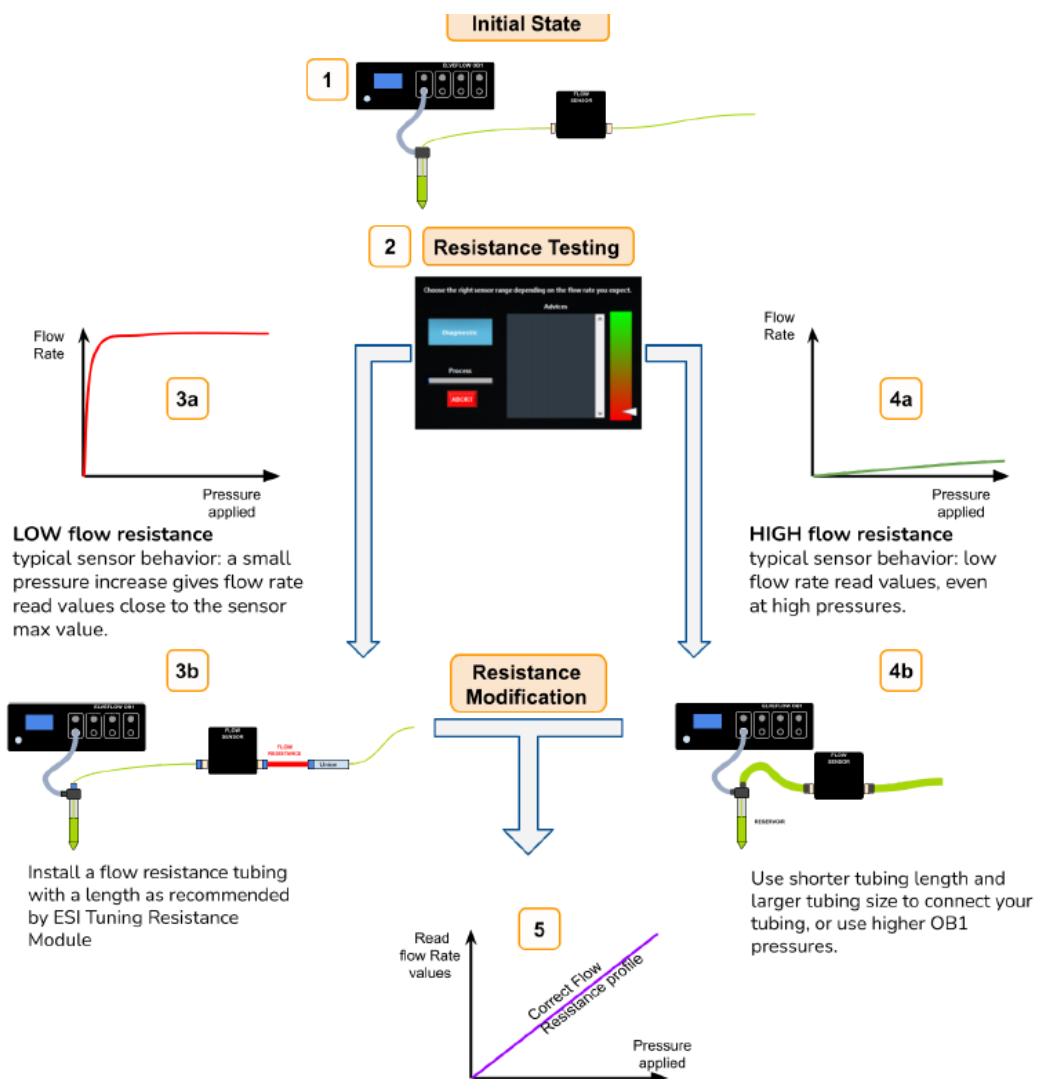 Initial State
1
ELVEFLOW OB1
FLOW
SENSOR
2
Resistance Testing
Choose the right sensor range depending on the flow rate you expect.
Advices
Diagnostic
Process
ABORT
Flow
Rate
3a
Pressure
applied
LOW flow resistance
typical sensor behavior: a small
pressure increase gives flow rate
read values close to the sensor
max value.
Flow
Rate
4a
Pressure
applied
HIGH flow resistance
typical sensor behavior: low
flow rate read values, even
at high pressures.
3b
ELVEFLOW OB1
FLOW
SENSOR
FLOW
RESISTANCE
Union
Install a flow resistance tubing
with a length as recommended
by ESI Tuning Resistance
Module
Resistance
Modification
4b
ELVEFLOW OB1
FLOW
SENSOR
RESERVOIR
Use shorter tubing length and
larger tubing size to connect your
tubing, or use higher OB1
pressures.
5
Read
flow Rate
values
Correct Flow
Resistance profile
Pressure
applied